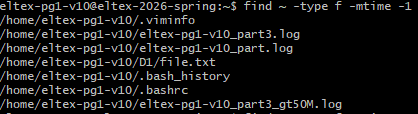 eltex-pg1-v10@eltex-2026-spring:~$ find ~ -type f -mtime -1
/home/eltex-pg1-v10/.viminfo
/home/eltex-pg1-v10/eltex-pg1-v10_part3.log
/home/eltex-pg1-v10/eltex-pg1-v10_part.log
/home/eltex-pg1-v10/D1/file.txt
/home/eltex-pg1-v10/.bash_history
/home/eltex-pg1-v10/.bashrc
/home/eltex-pg1-v10/eltex-pg1-v10_part3_gt50M.log